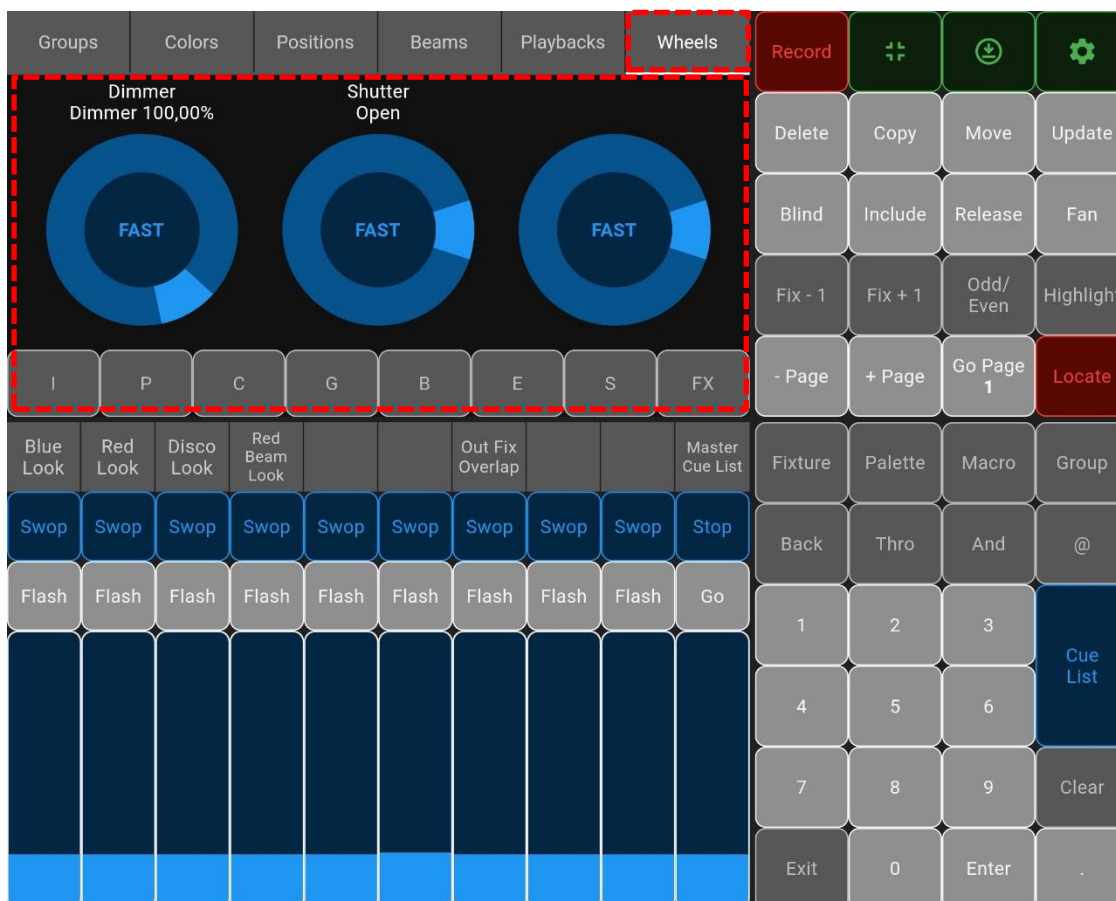 Groups
Colors
Positions
Beams
Playbacks
Wheels
Dimmer
Dimmer 100,00%
Shutter
Open
FAST
FAST
FAST
I
P
C
G
B
E
S
FX
Blue
Look
Red
Look
Disco
Look
Red
Beam
Look
Out Fix
Overlap
Master
Cue List
Swop
Swop
Swop
Swop
Swop
Swop
Swop
Swop
Swop
Stop
Flash
Flash
Flash
Flash
Flash
Flash
Flash
Flash
Flash
Go
Record
Delete
Copy
Move
Update
Blind
Include
Release
Fan
Fix - 1
Fix + 1
Odd/
Even
Highligh
- Page
+ Page
Go Page
1
Locate
Fixture
Palette
Macro
Group
Back
Thro
And
@
1
2
3
Cue
List
4
5
6
7
8
9
Clear
Exit
0
Enter
.